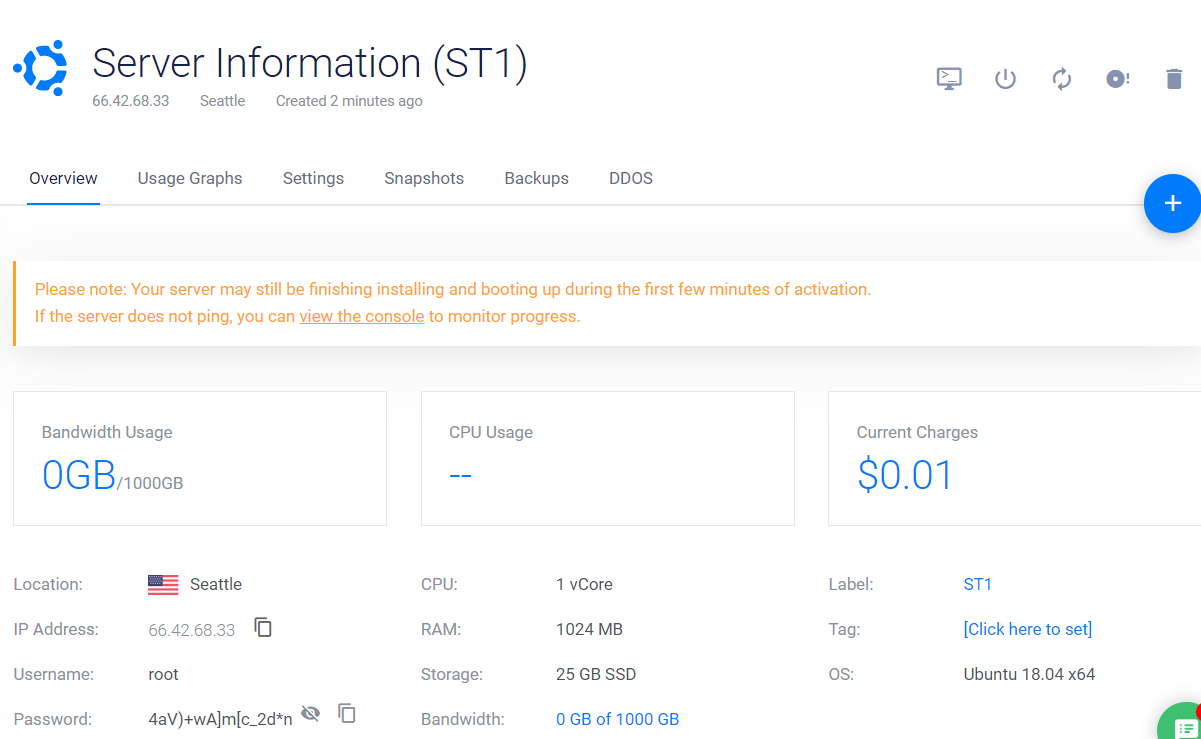 Server Information (ST1)
66.42.68.33 Seattle Created 2 minutes ago
Overview Usage Graphs Settings Snapshots Backups DDOS
+
Please note: Your server may still be finishing installing and booting up during the first few minutes of activation.
If the server does not ping, you can view the console to monitor progress.
Bandwidth Usage
0GB/1000GB
CPU Usage
--
Current Charges
$0.01
Location: Seattle
IP Address: 66.42.68.33
Username: root
Password: 4aV)+wA]m[c_2d*n
CPU: 1 vCore
RAM: 1024 MB
Storage: 25 GB SSD
Bandwidth: 0 GB of 1000 GB
Label: ST1
Tag: [Click here to set]
OS: Ubuntu 18.04 x64